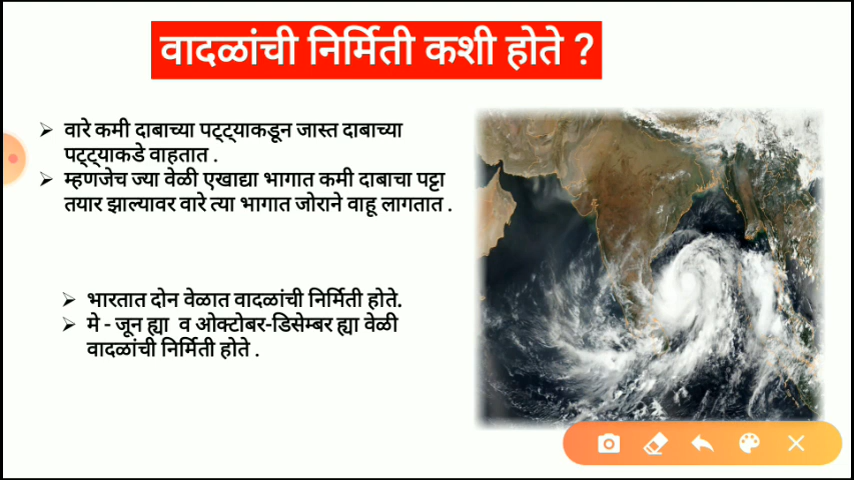 वादळांची निर्मिती कशी होते ?
➢ वारे कमी दाबाच्या पट्ट्याकडून जास्त दाबाच्या
पट्ट्याकडे वाहतात .
➢ म्हणजेच ज्या वेळी एखाद्या भागात कमी दाबाचा पट्टा
तयार झाल्यावर वारे त्या भागात जोराने वाहू लागतात .
➢ भारतात दोन वेळात वादळांची निर्मिती होते.
➢ मे - जून ह्या व ओक्टोबर-डिसेम्बर ह्या वेळी
वादळांची निर्मिती होते .